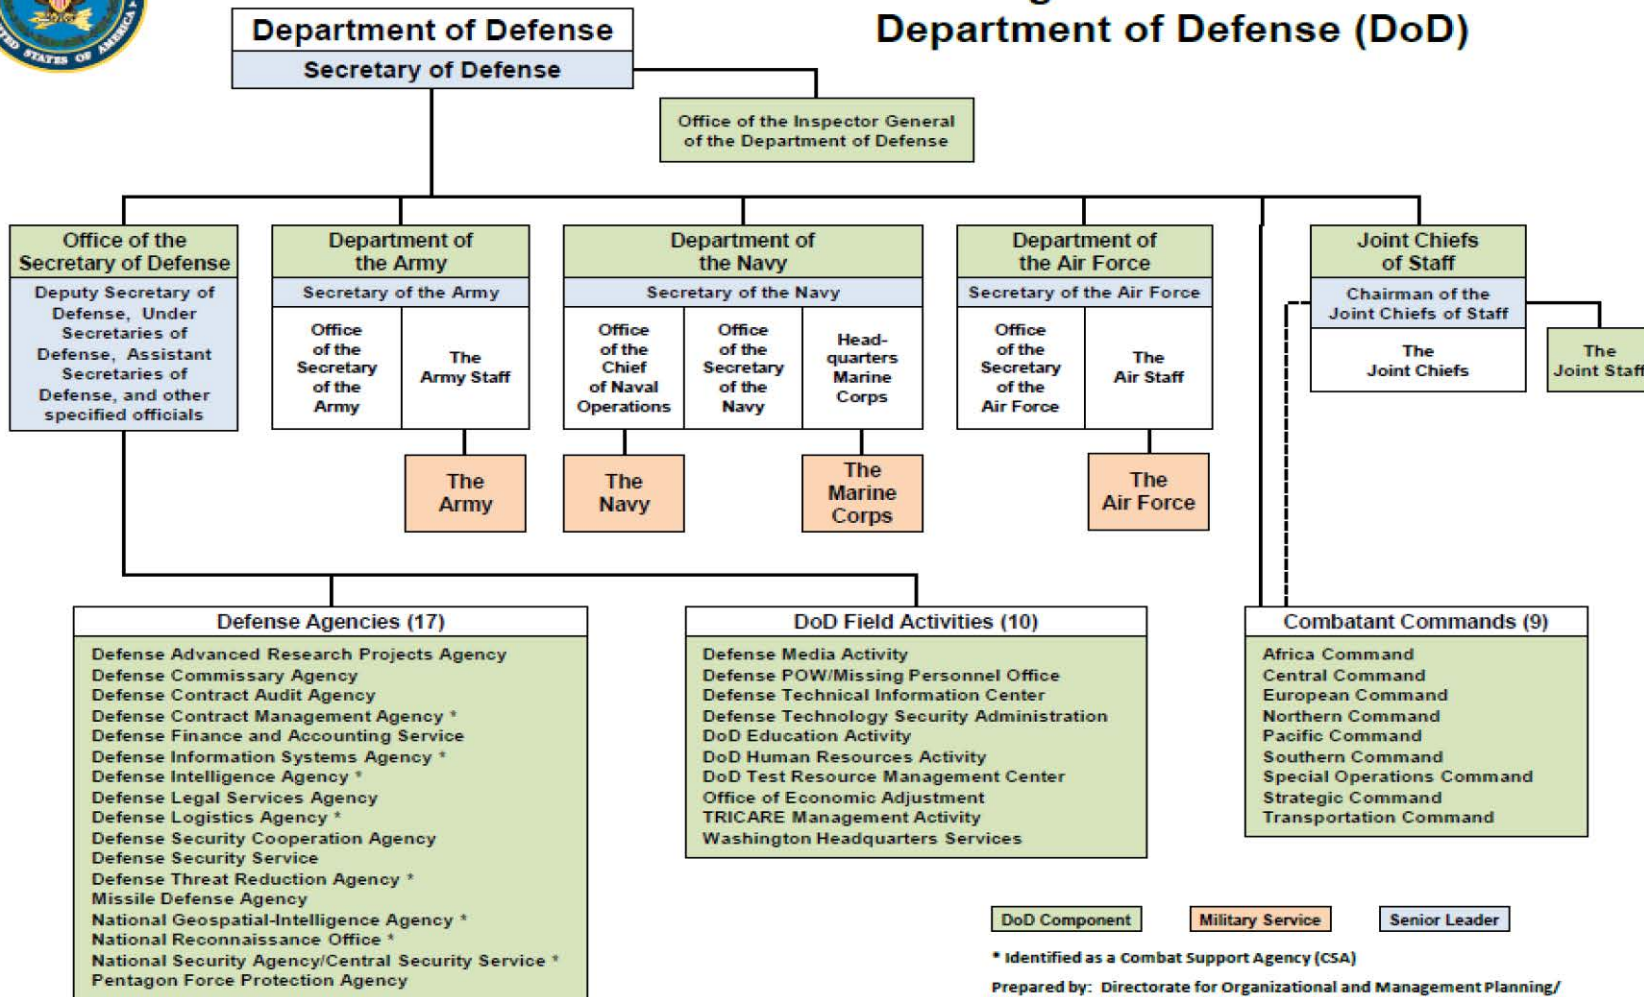 UNITED STATES OF AMERICA
Department of Defense (DoD)
Department of Defense
Secretary of Defense
Office of the Inspector General
of the Department of Defense
Office of the
Secretary of Defense
Deputy Secretary of
Defense, Under
Secretaries of
Defense, Assistant
Secretaries of
Defense, and other
specified officials
Department of
the Army
Secretary of the Army
Office
of the
Secretary
of the
Army
The
Army Staff
The
Army
Department of
the Navy
Secretary of the Navy
Office
of the
Chief
of Naval
Operations
Office
of the
Secretary
of the
Navy
Head-
quarters
Marine
Corps
The
Navy
The
Marine
Corps
Department of
the Air Force
Secretary of the Air Force
Office
of the
Secretary
of the
Air Force
The
Air Staff
The
Air Force
Joint Chiefs
of Staff
Chairman of the
Joint Chiefs of Staff
The
Joint Chiefs
The
Joint Staff
Defense Agencies (17)
Defense Advanced Research Projects Agency
Defense Commissary Agency
Defense Contract Audit Agency
Defense Contract Management Agency *
Defense Finance and Accounting Service
Defense Information Systems Agency *
Defense Intelligence Agency *
Defense Legal Services Agency
Defense Logistics Agency *
Defense Security Cooperation Agency
Defense Security Service
Defense Threat Reduction Agency *
Missile Defense Agency
National Geospatial-Intelligence Agency *
National Reconnaissance Office *
National Security Agency/Central Security Service *
Pentagon Force Protection Agency
DoD Field Activities (10)
Defense Media Activity
Defense POW/Missing Personnel Office
Defense Technical Information Center
Defense Technology Security Administration
DoD Education Activity
DoD Human Resources Activity
DoD Test Resource Management Center
Office of Economic Adjustment
TRICARE Management Activity
Washington Headquarters Services
Combatant Commands (9)
Africa Command
Central Command
European Command
Northern Command
Pacific Command
Southern Command
Special Operations Command
Strategic Command
Transportation Command
DoD Component
Military Service
Senior Leader
* Identified as a Combat Support Agency (CSA)
Prepared by: Directorate for Organizational and Management Planning/